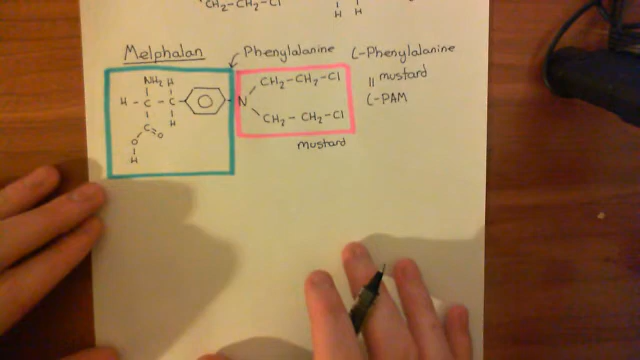 CH₂-CH₂-Cl
H H
Melphalan
Phenylalanine
L-Phenylalanine
NH₂ H
CH₂-CH₂-Cl
"mustard
H-C-C-
N
L-PAM
H
CH₂-CH₂-Cl
C=O
O
mustard
H